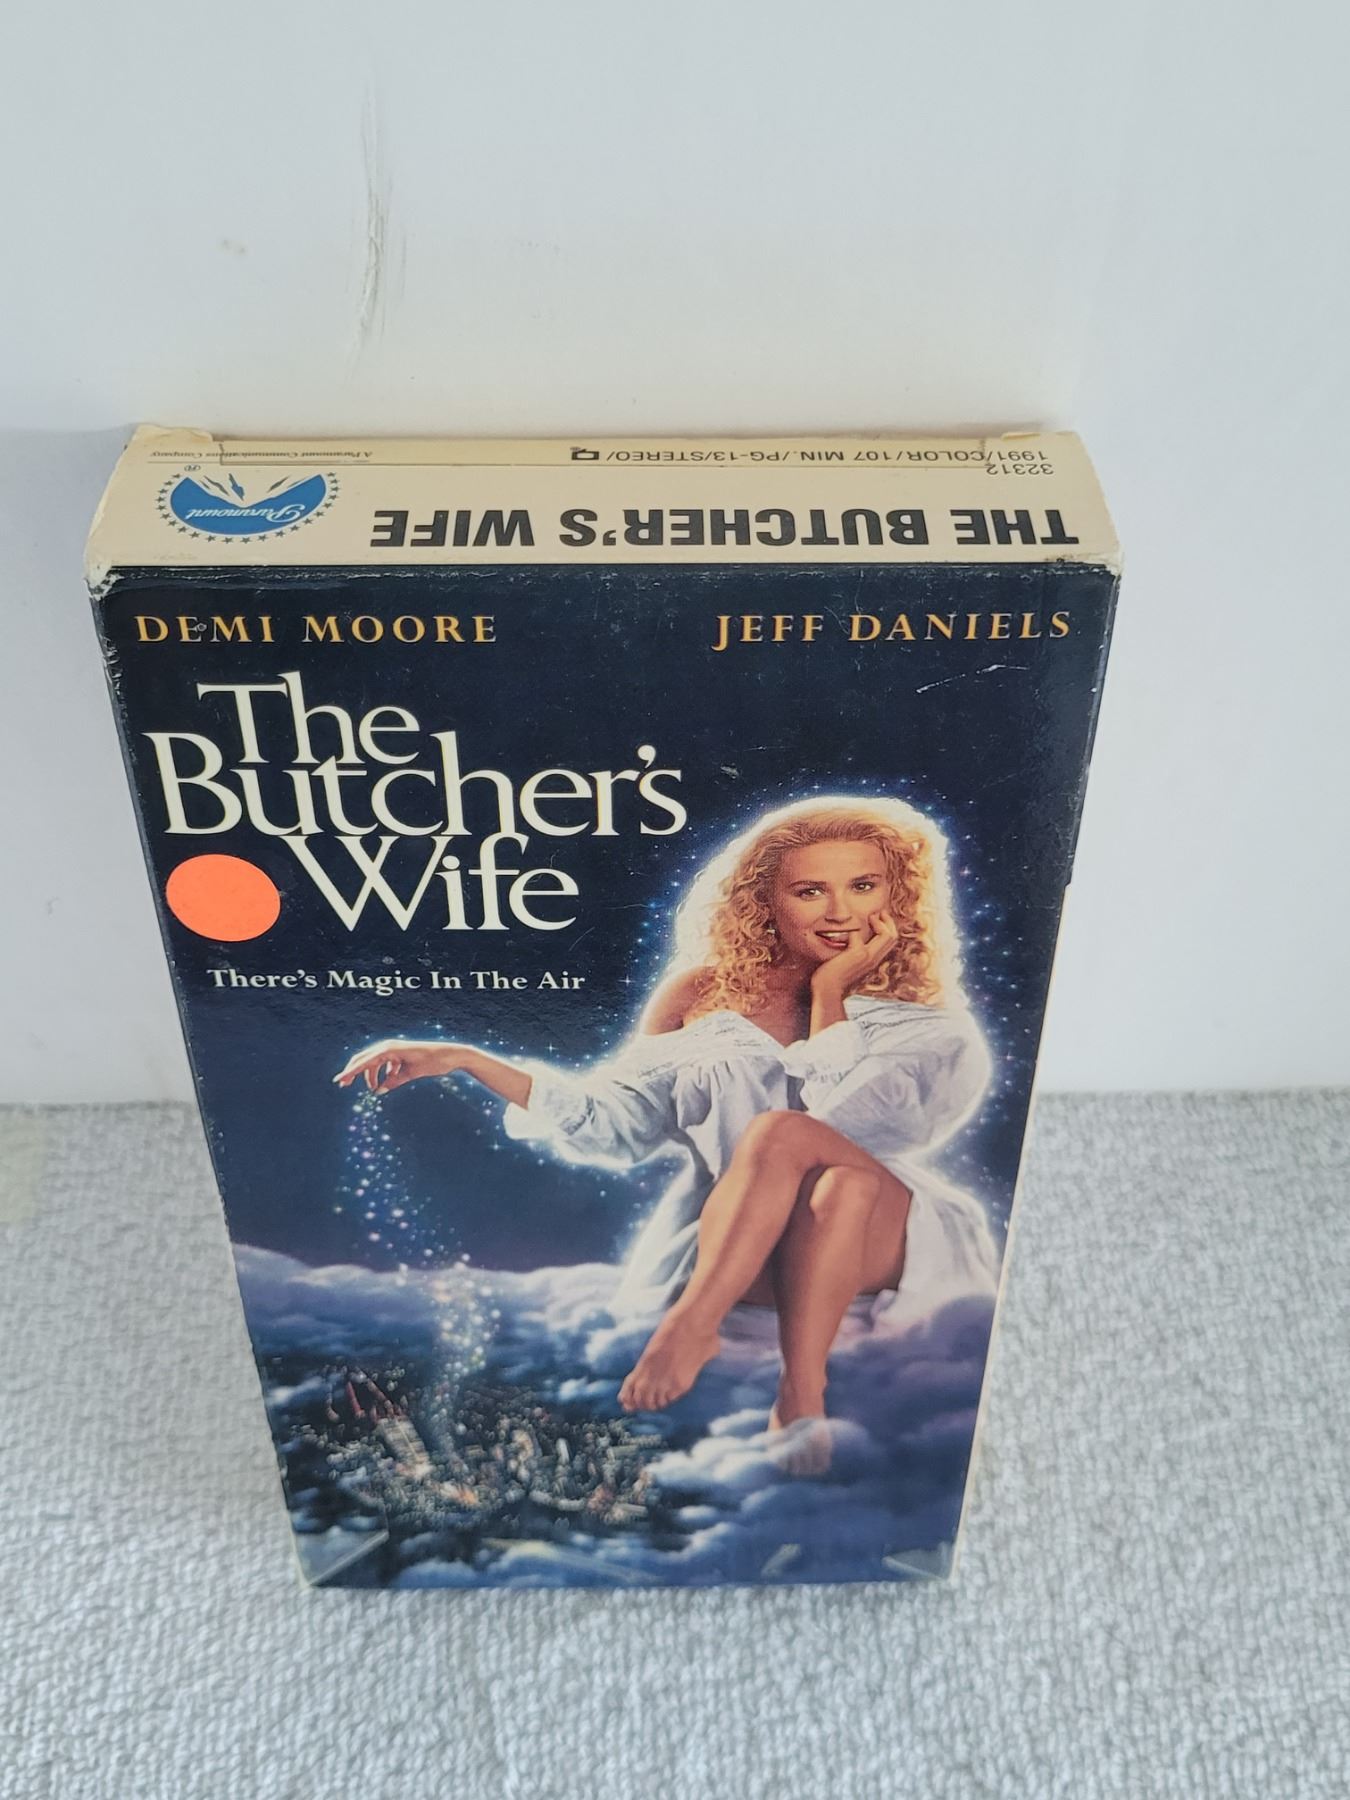 A Paramount Communications Company
1991/COLOR/107 MIN./PG-13/STEREO/
32312
Paramount
®
THE BUTCHER'S WIFE
DEMI MOORE JEFF DANIELS
The
Butcher's
Wife
There's Magic In The Air